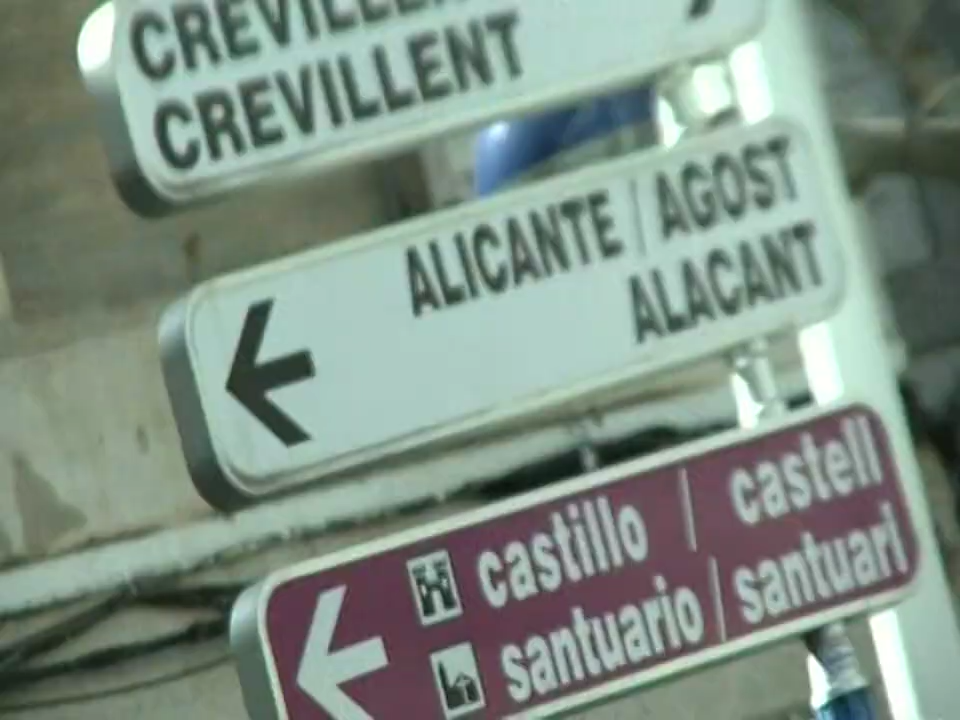 CREVILLENT
ALICANTE / AGOST
ALACANT
castillo / castell
santuario / santuari